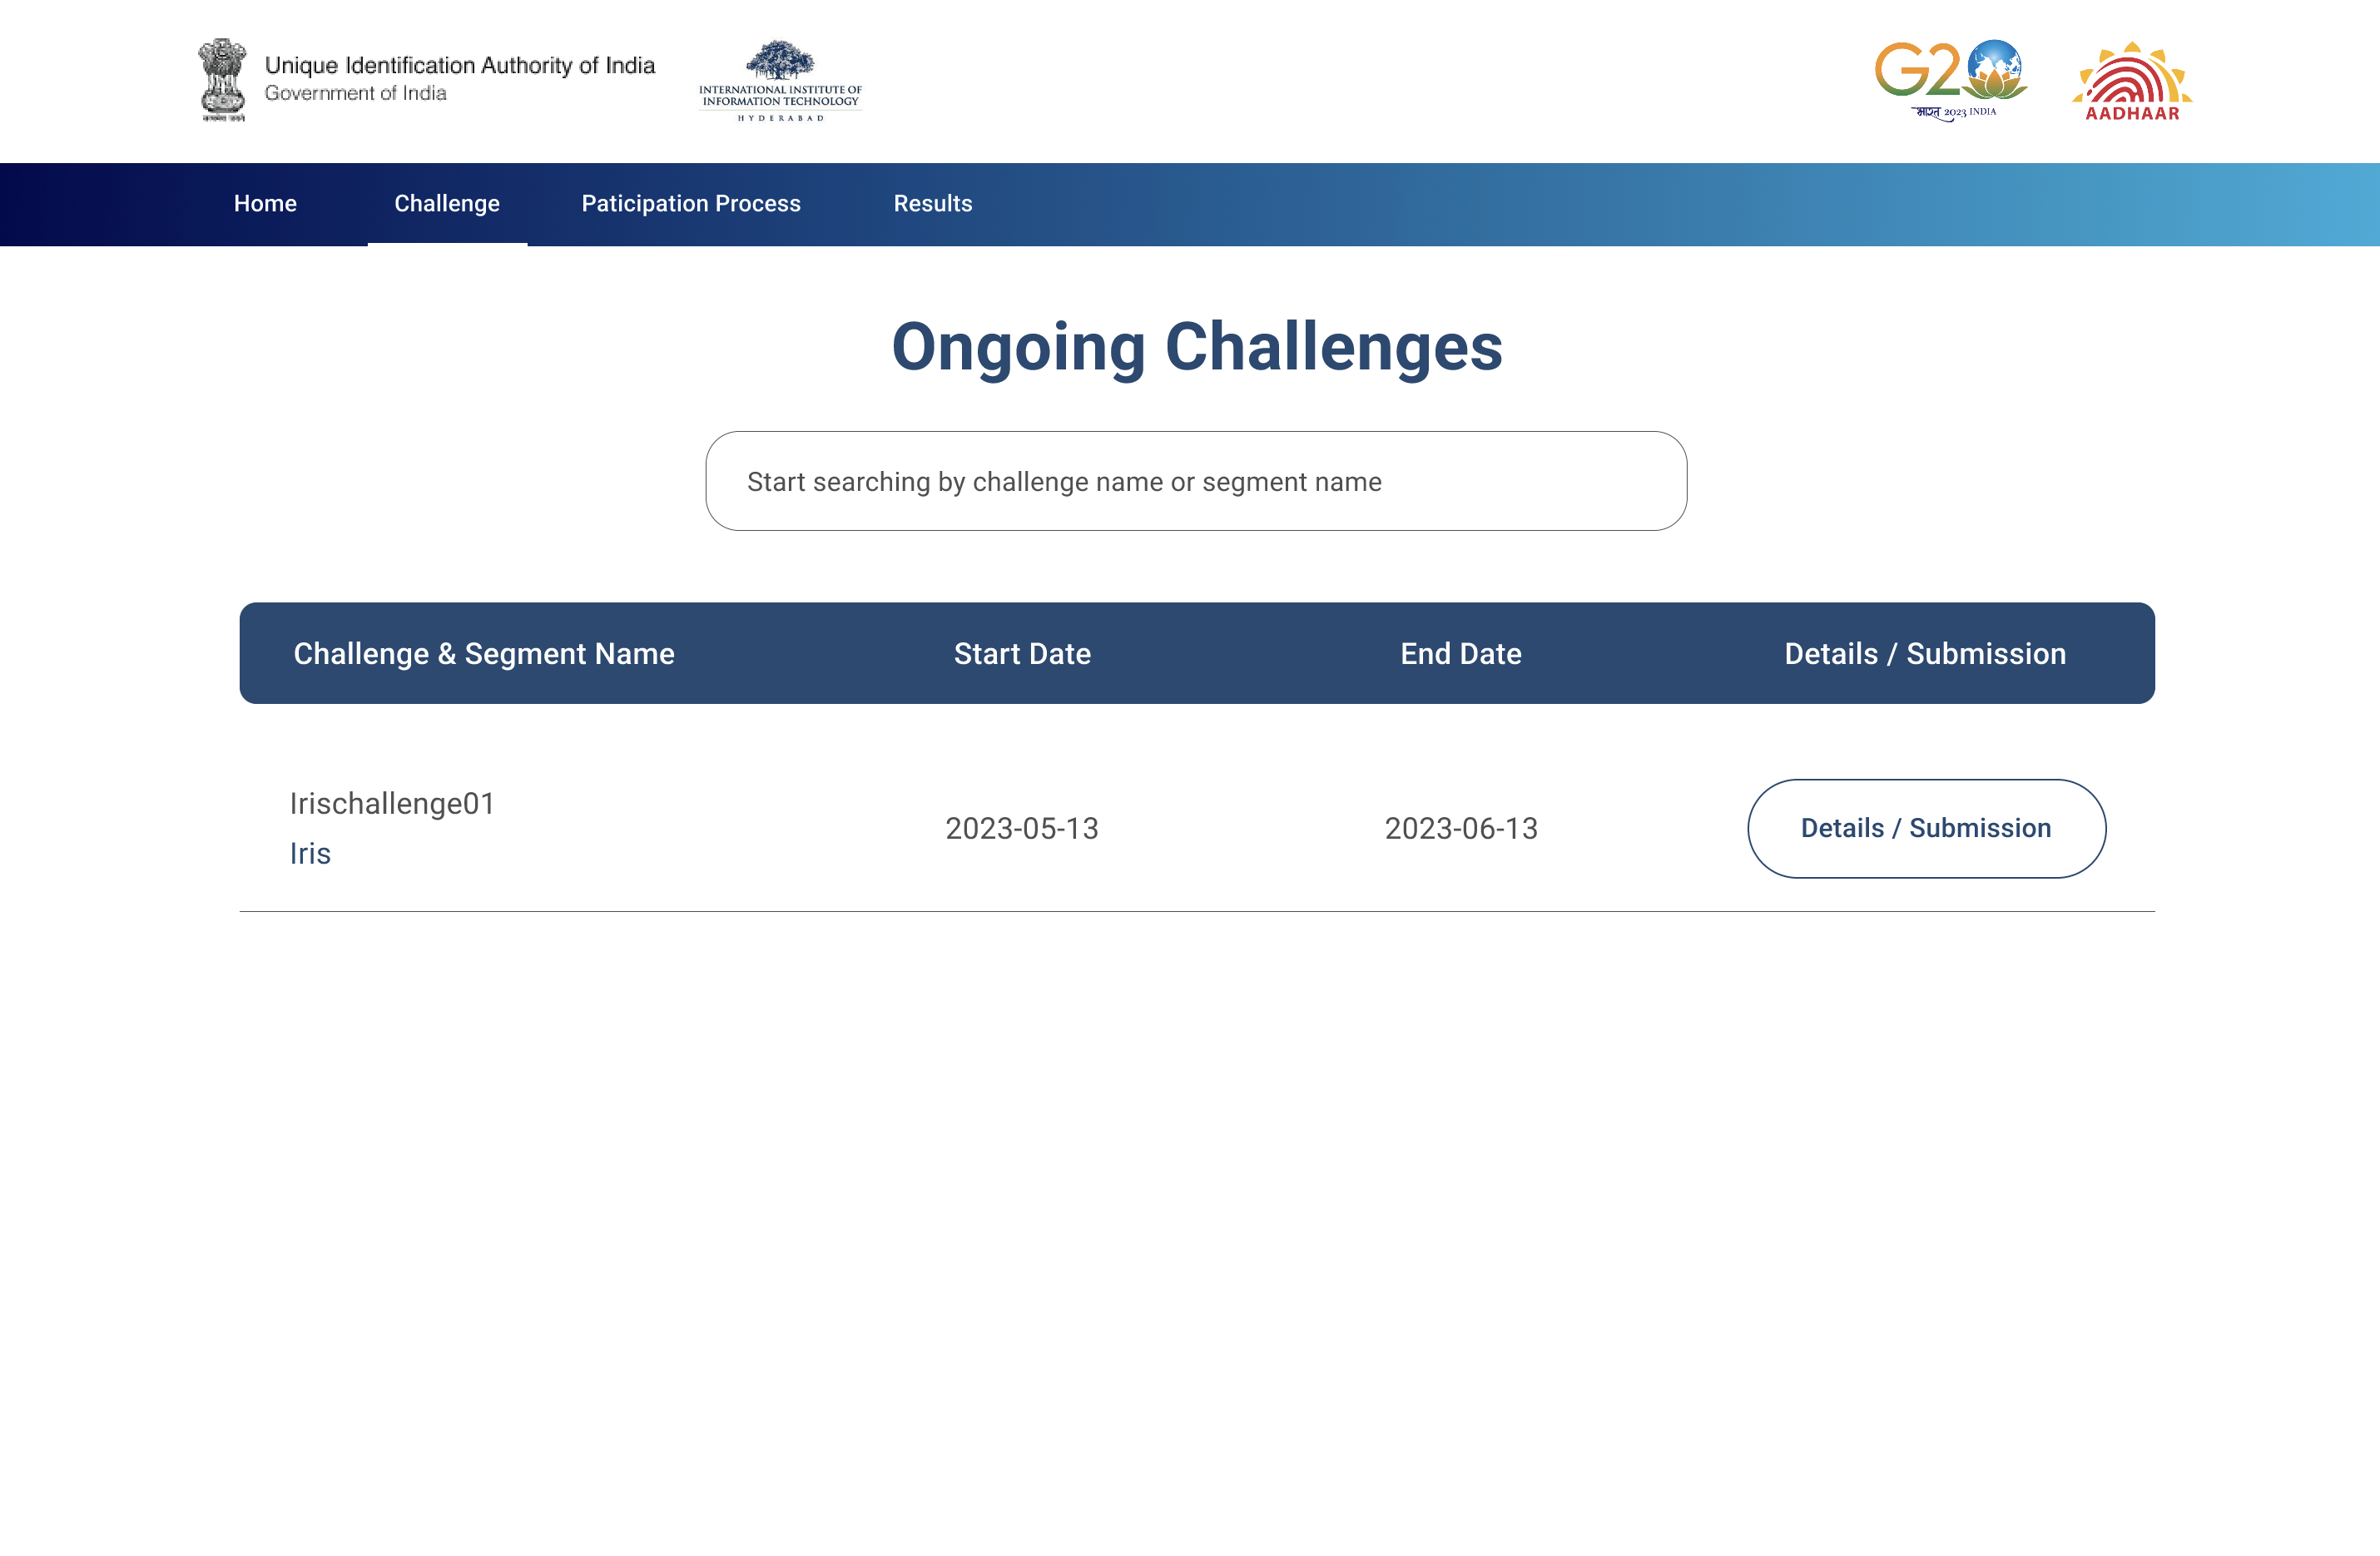 Unique Identification Authority of India
Government of India
INTERNATIONAL INSTITUTE OF
INFORMATION TECHNOLOGY
HYDERABAD
G20
भारत 2023 INDIA
AADHAAR
Home Challenge Paticipation Process Results
Ongoing Challenges
Start searching by challenge name or segment name
Challenge & Segment Name Start Date End Date Details / Submission
Irischallenge01
Iris
2023-05-13 2023-06-13 Details / Submission